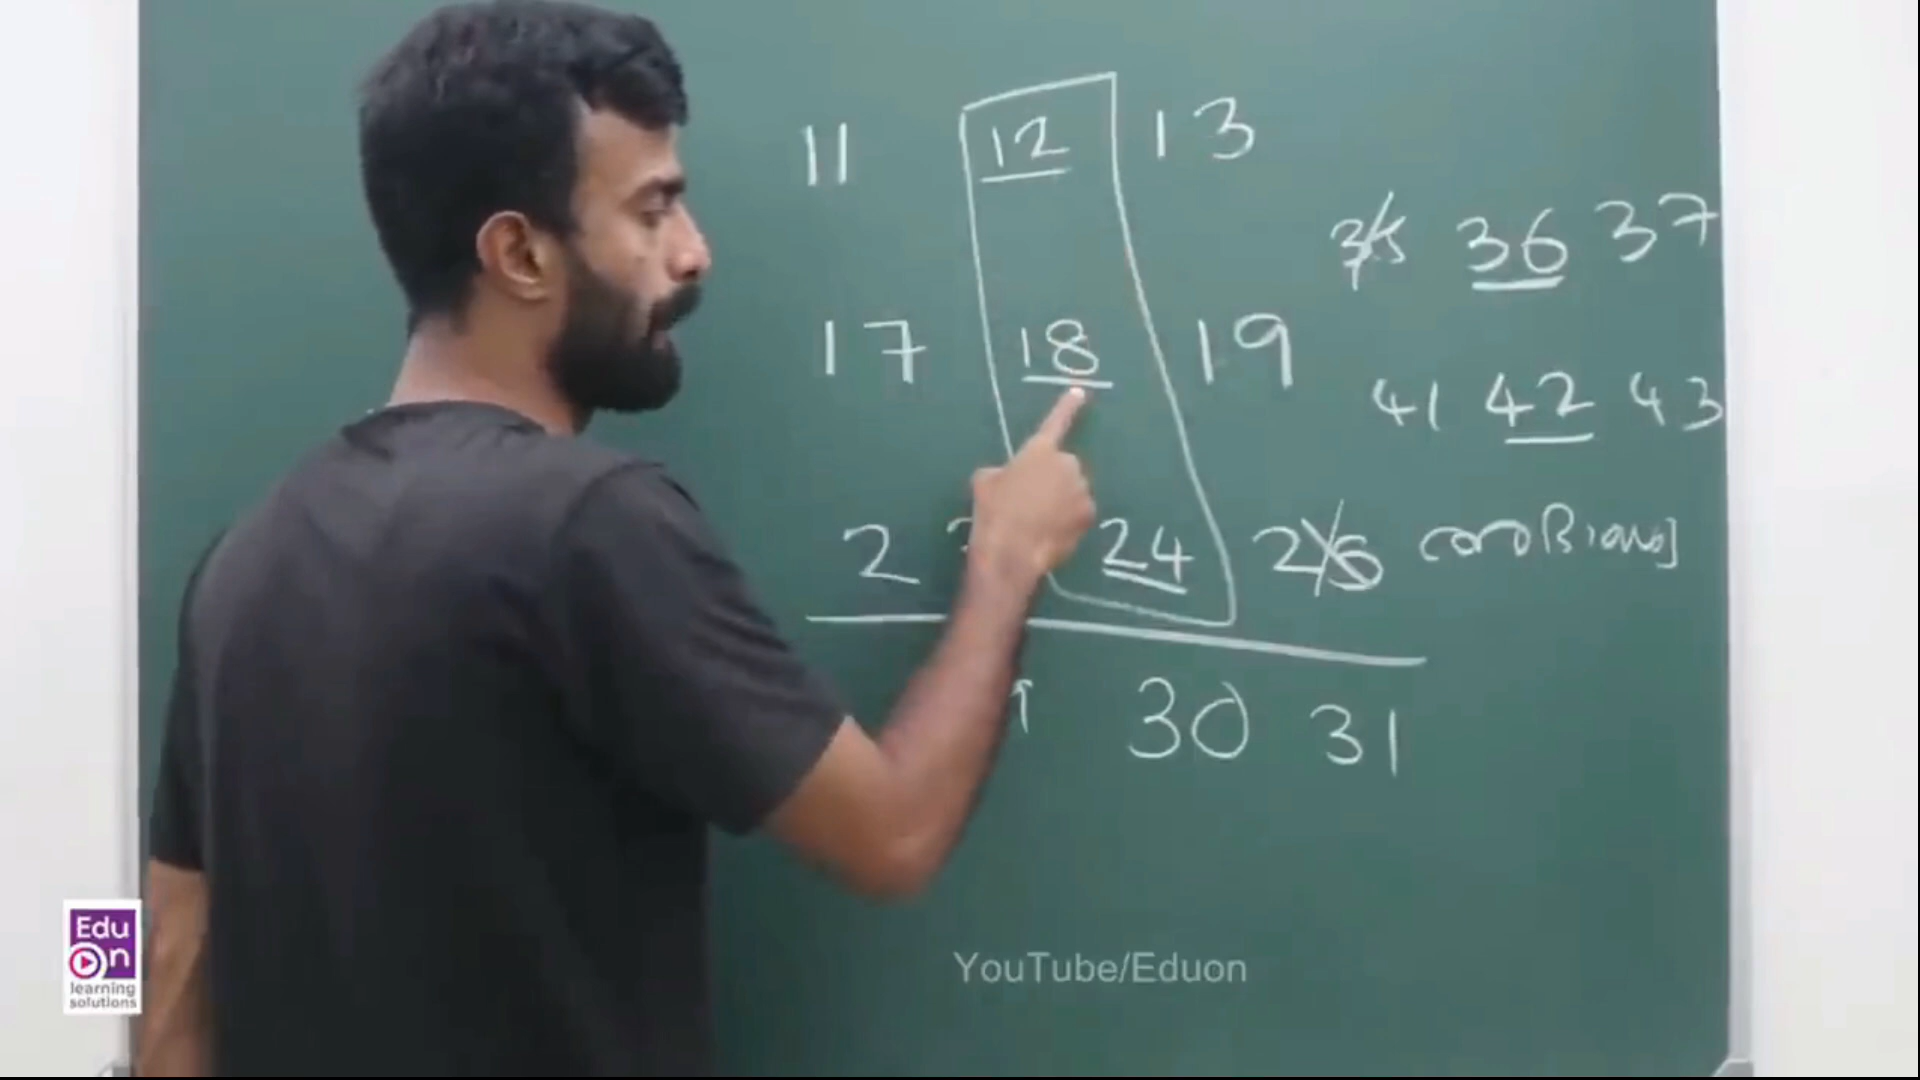 11 12 13
17 18 19
2 24 25
30 31
35 36 37
41 42 43
Edu
On
learning
solutions
YouTube/Eduon